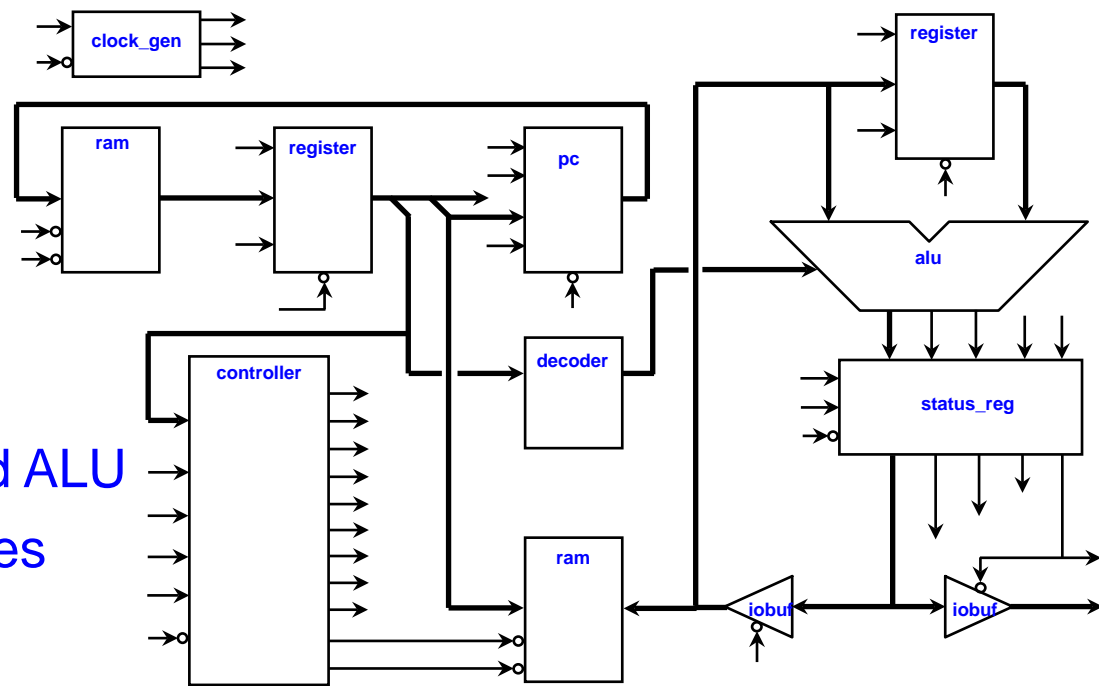 clock_gen
register
ram
register
pc
alu
decoder
controller
status_reg
d ALU
es
ram
iobuf
iobuf